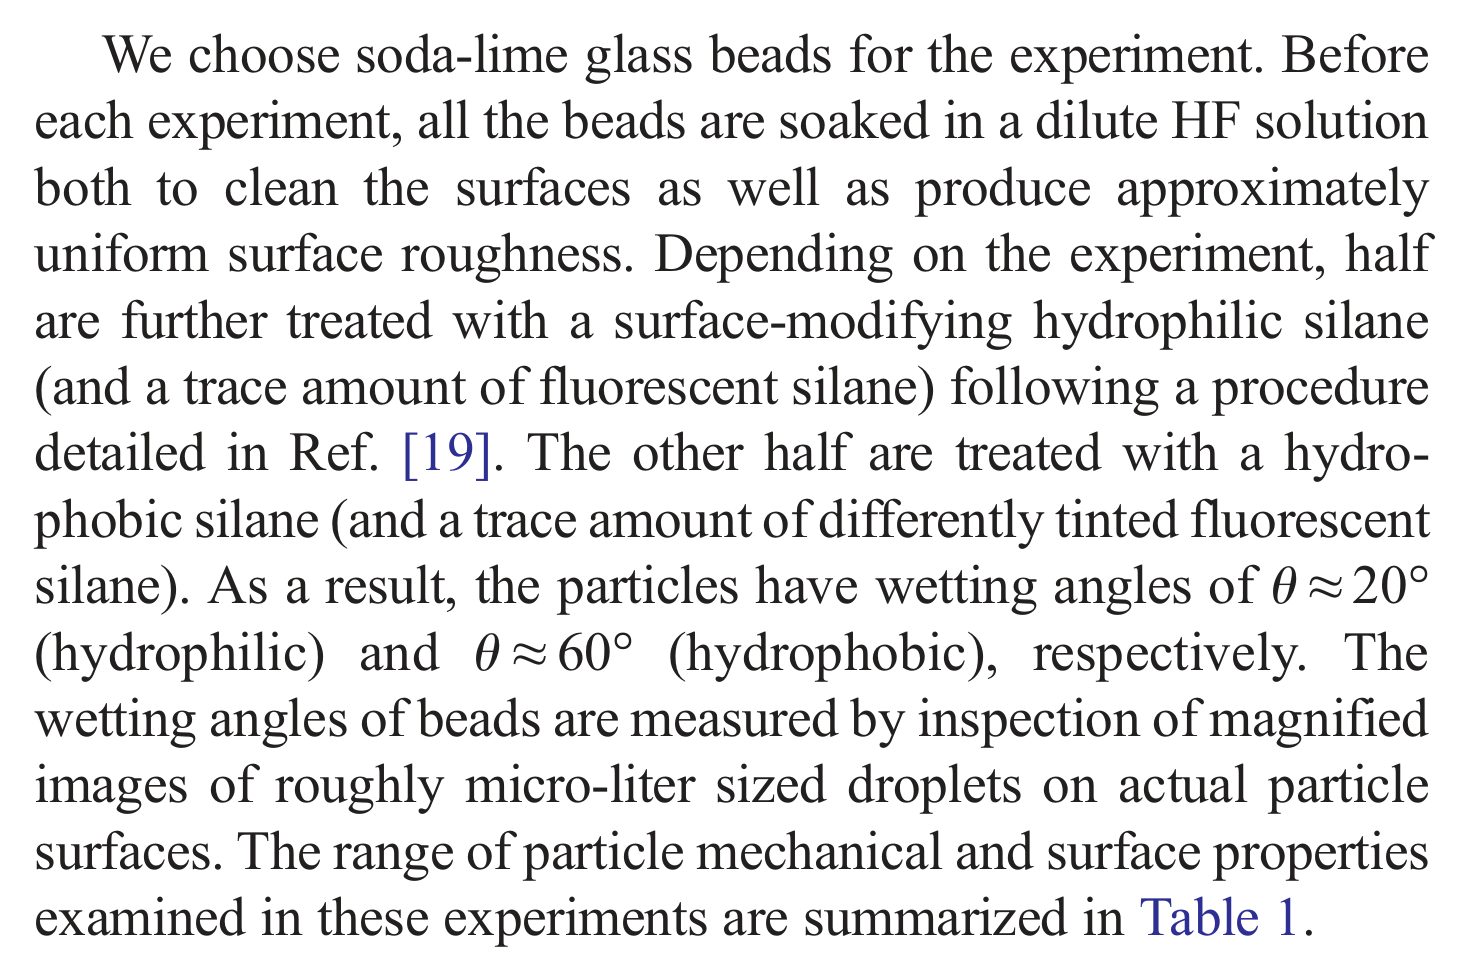 We choose soda-lime glass beads for the experiment. Before
each experiment, all the beads are soaked in a dilute HF solution
both to clean the surfaces as well as produce approximately
uniform surface roughness. Depending on the experiment, half
are further treated with a surface-modifying hydrophilic silane
(and a trace amount of fluorescent silane) following a procedure
detailed in Ref. [19]. The other half are treated with a hydro-
phobic silane (and a trace amount of differently tinted fluorescent
silane). As a result, the particles have wetting angles of θ ≈ 20°
(hydrophilic) and θ ≈ 60° (hydrophobic), respectively. The
wetting angles of beads are measured by inspection of magnified
images of roughly micro-liter sized droplets on actual particle
surfaces. The range of particle mechanical and surface properties
examined in these experiments are summarized in Table 1.